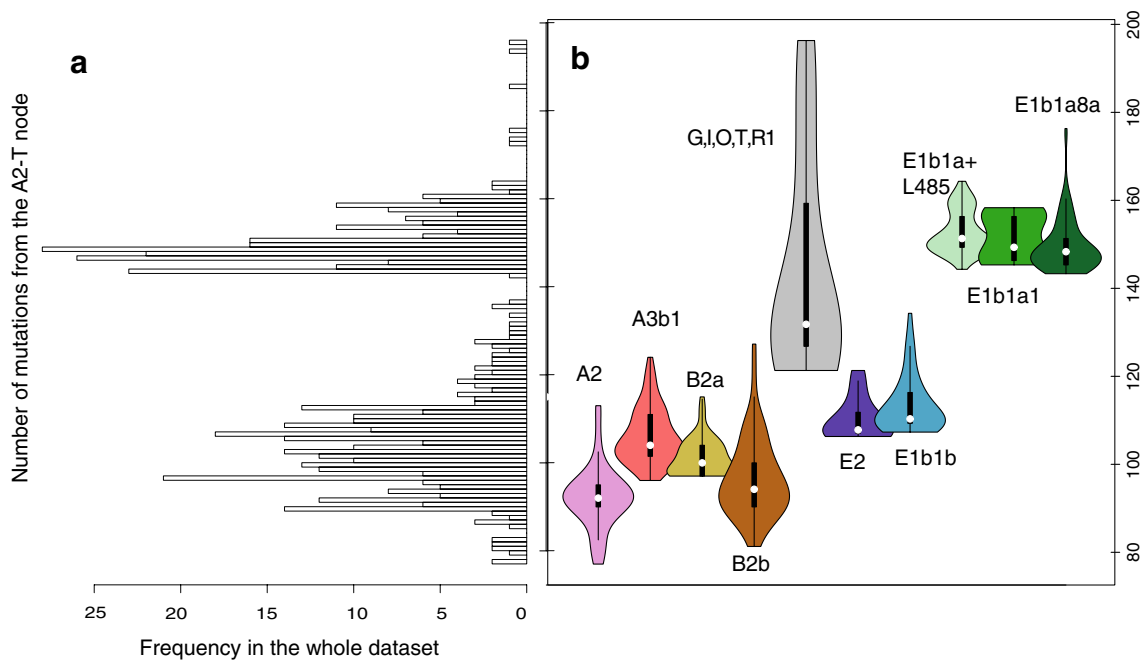 a
Number of mutations from the A2-T node
25 20 15 10 5 0
Frequency in the whole dataset
b
A2
A3b1
B2a
B2b
G,I,O,T,R1
E2
E1b1b
E1b1a+
L485
E1b1a1
E1b1a8a
200
180
160
140
120
100
80